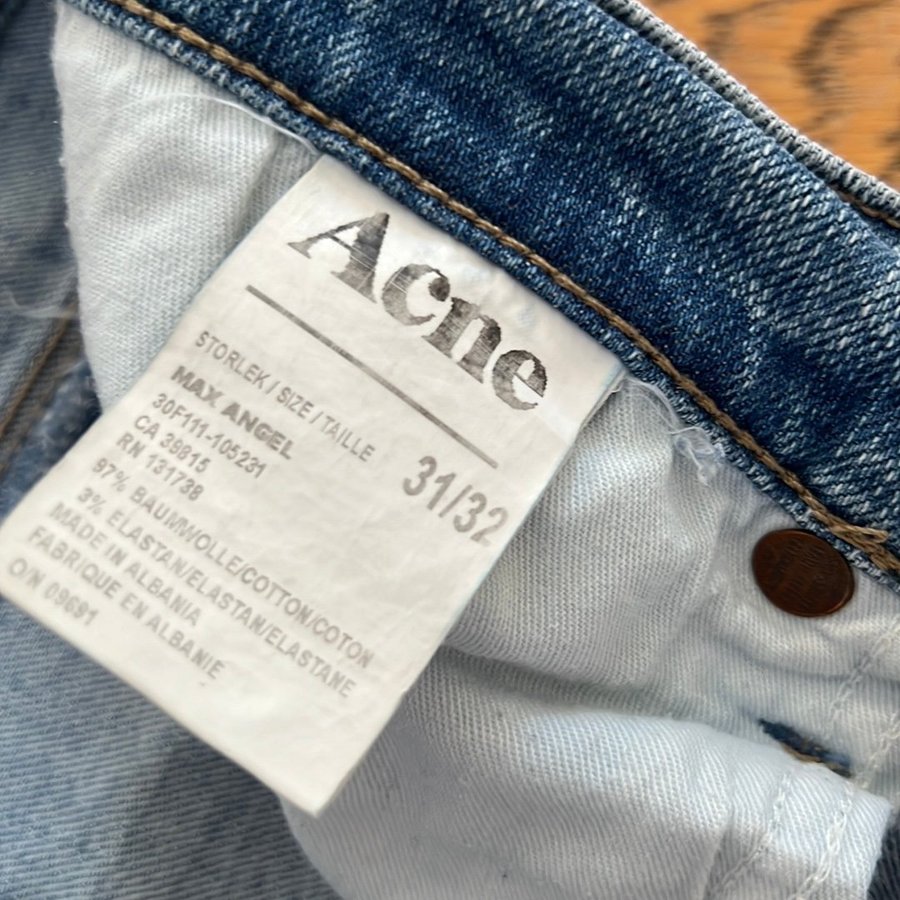 Acne
STORLEK / SIZE / TAILLE
31/32
MAX ANGEL
30F111-105231
CA 39815
RN 131738
97% BAUMWOLLE/COTTON/COTON
3% ELASTAN/ELASTAN/ELASTANE
MADE IN ALBANIA
FABRIQUE EN ALBANIE
O/N 09691